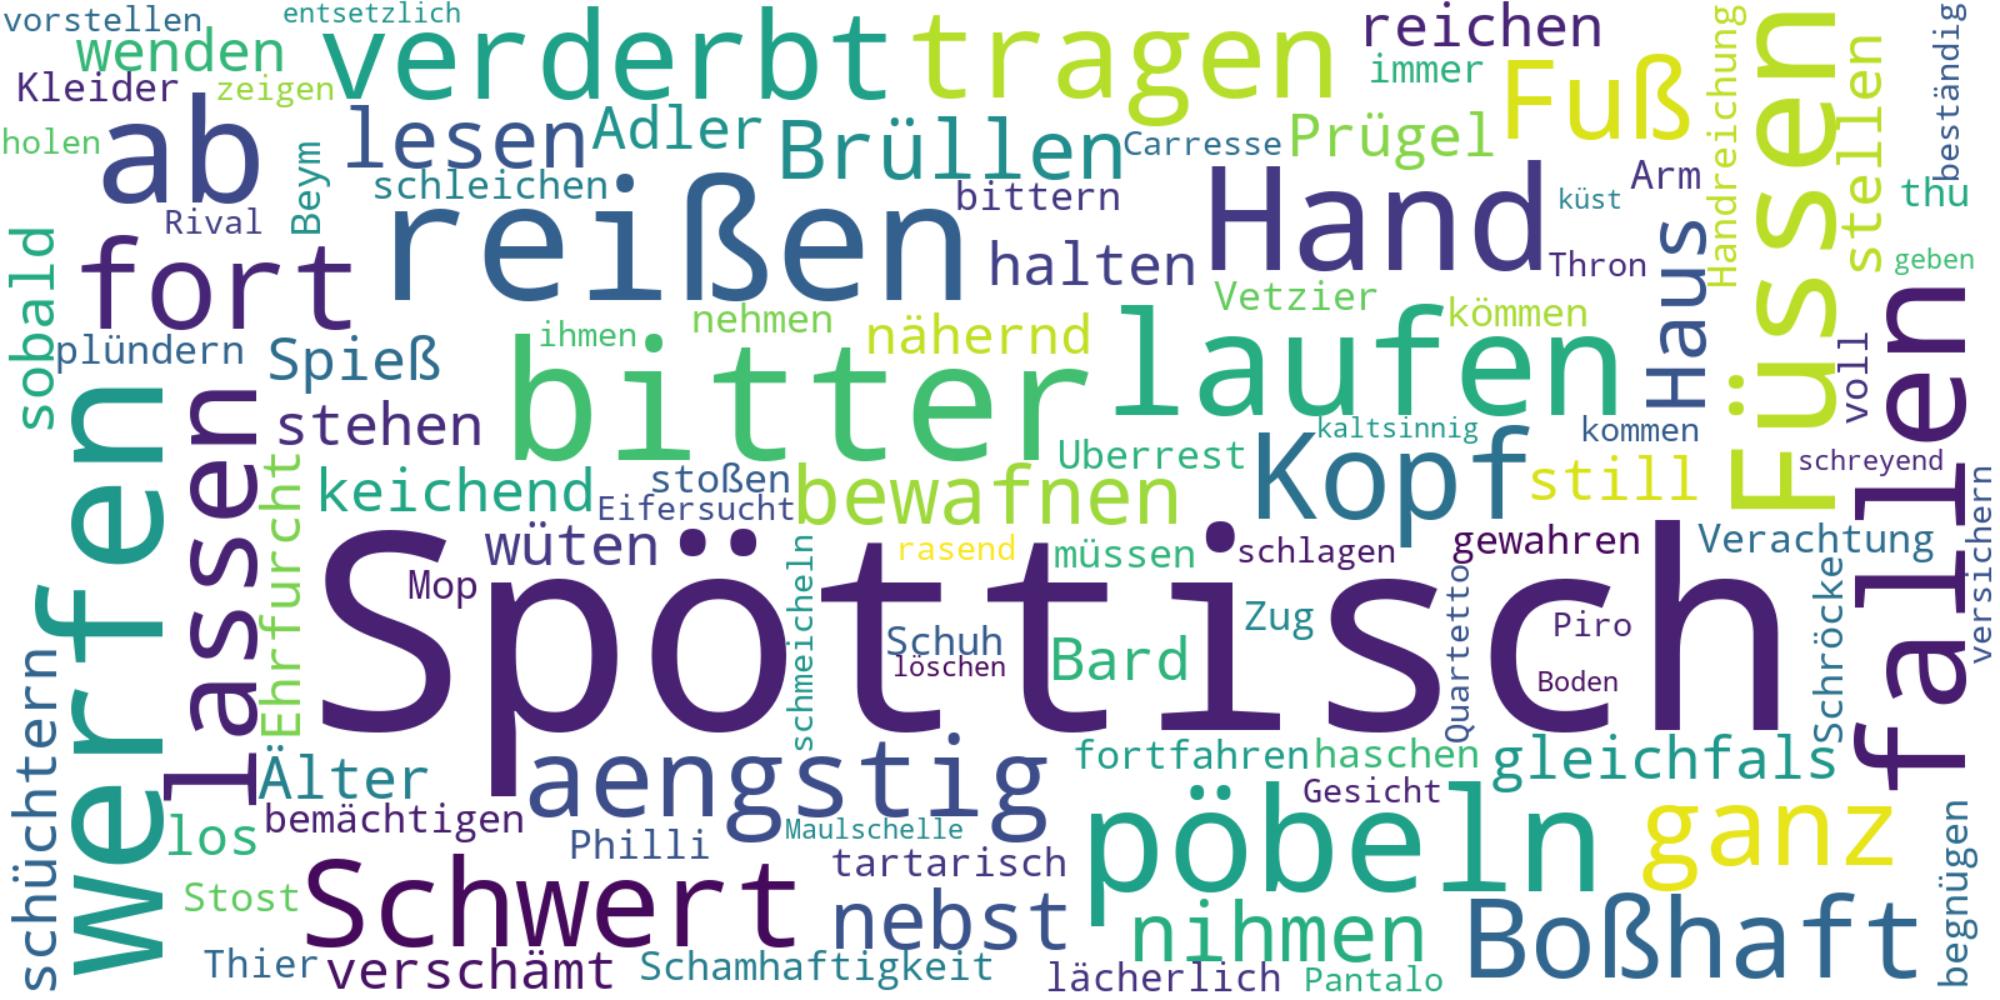 vorstellen
entsetzlich
wenden
verderbt
tragen
reichen
Kleider
zeigen
immer
Fuß
Handreichung
Füssen
stellen
beständig
holen
ab
Beym
lesen
Adler
Brüllen
Carresse
Prügel
schleichen
reißen
bittern
Hand
küst
Arm
thu
Rival
fort
halten
Thron
Haus
geben
sobald
plündern
Spieß
ihmen
nehmen
nähernd
Vetzier
kömmen
laufen
bitter
voll
fallen
werfen
lassen
stehen
Ehrfurcht
keichend
stoßen
Eifersucht
bewafnen
Uberrest
Kopf
kaltsinnig
kommen
still
schreyend
versichern
wüten
Spöttisch
rasend
müssen
schlagen
gewahren
Verachtung
Mop
schmeicheln
Schuh
löschen
Bard
Zug
Quartetto
Piro
Boden
Schröcke
schüchtern
Älter
aengstig
fortfahren
haschen
gleichfals
bemächtigen
los
Philli
Maulschelle
Gesicht
pöbeln
ganz
begnügen
tartarisch
Stost
Schwert
nebst
nihmen
Boßhaft
Thier
verschämt
Schamhaftigkeit
lächerlich
Pantalo